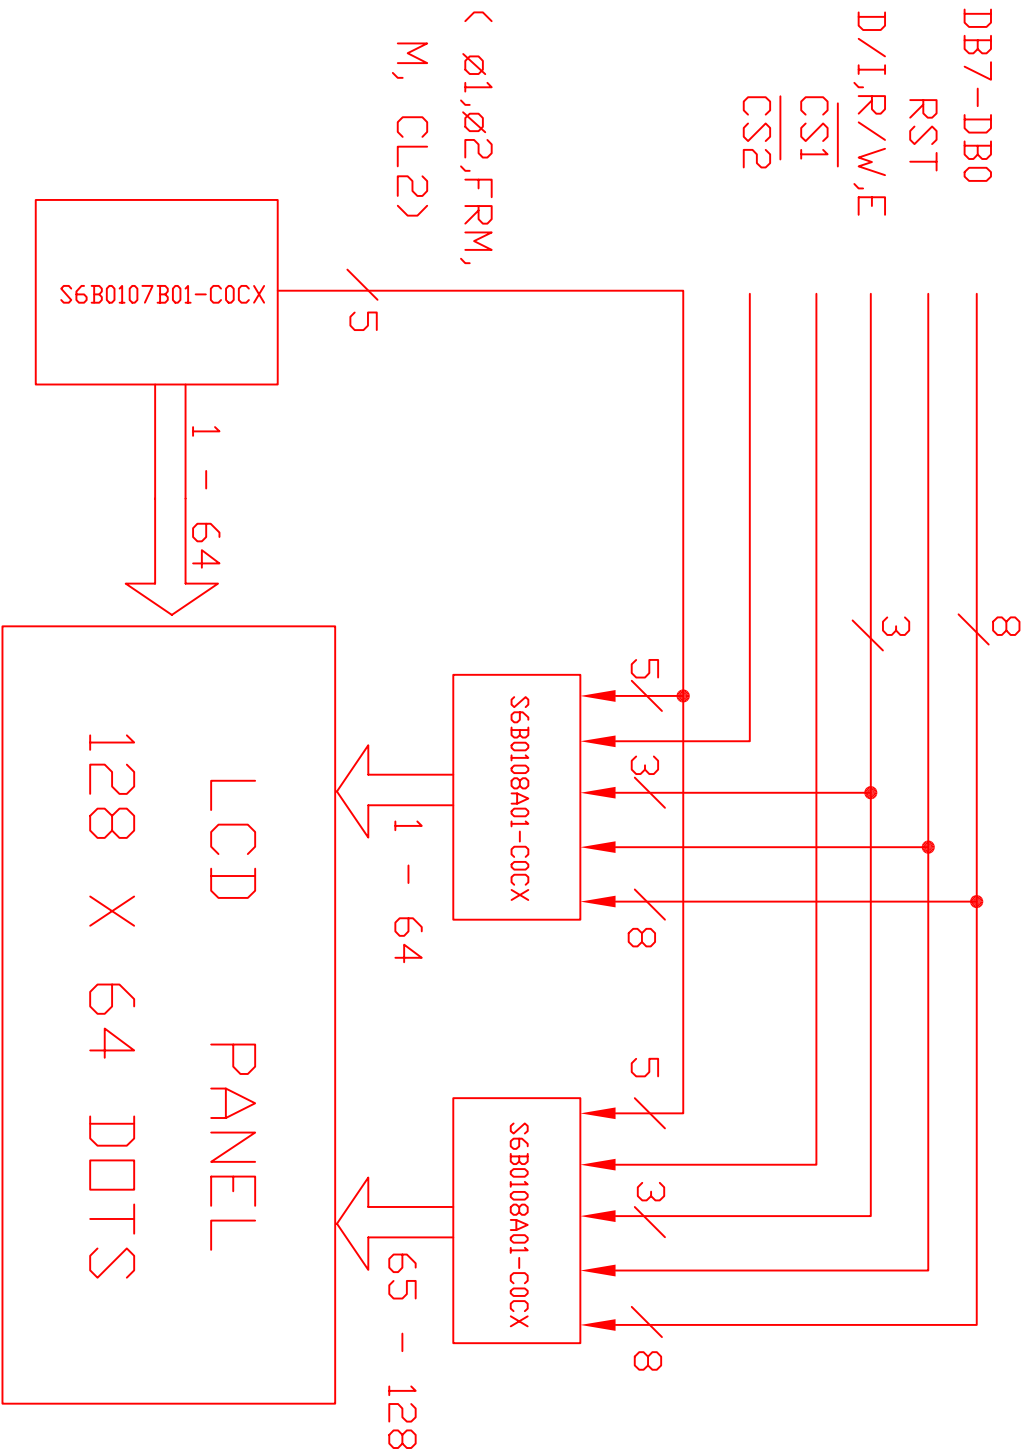 DB7-DB0
RST
D/I,R/W,E
CS1
CS2
( ø1,ø2,FRM,
M, CL2)
8
3
5
S6B0107B01-C0CX
5
3
8
5
3
8
S6B0108A01-C0CX
S6B0108A01-C0CX
1 - 64
1 - 64
65 - 128
LCD PANEL
128 X 64 DOTS